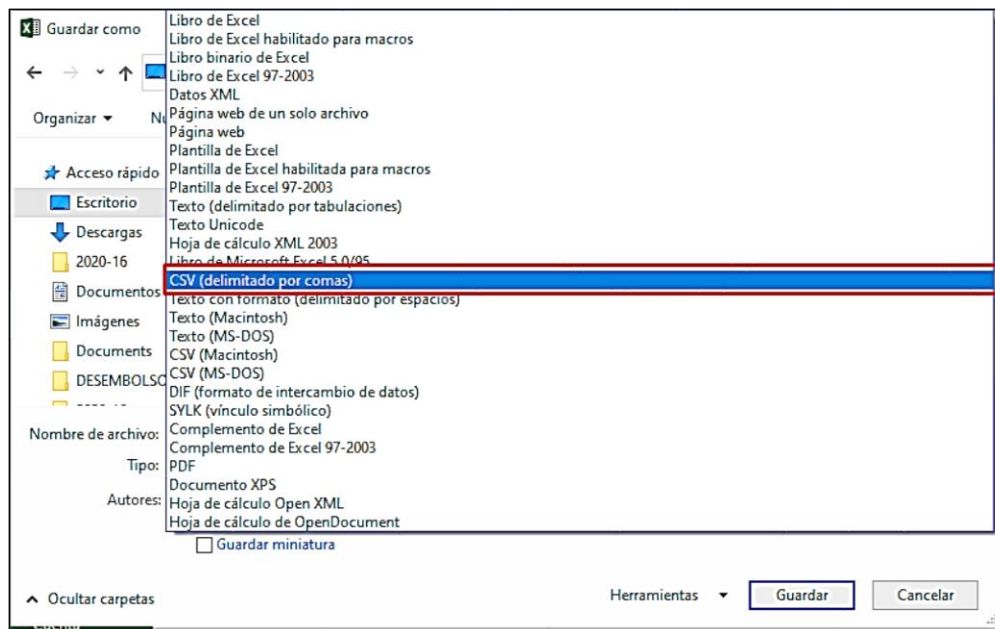 Guardar como
Organizar
Nu
Acceso rápido
Escritorio
Descargas
2020-16
Documentos
Imágenes
Documents
DESEMBOLSO
Libro de Excel
Libro de Excel habilitado para macros
Libro binario de Excel
Libro de Excel 97-2003
Datos XML
Página web de un solo archivo
Página web
Plantilla de Excel
Plantilla de Excel habilitada para macros
Plantilla de Excel 97-2003
Texto (delimitado por tabulaciones)
Texto Unicode
Hoja de cálculo XML 2003
Libro de Microsoft Excel 5.0/95
CSV (delimitado por comas)
Texto con formato (delimitado por espacios)
Texto (Macintosh)
Texto (MS-DOS)
CSV (Macintosh)
CSV (MS-DOS)
DIF (formato de intercambio de datos)
SYLK (vínculo simbólico)
Complemento de Excel
Complemento de Excel 97-2003
PDF
Documento XPS
Hoja de cálculo Open XML
Hoja de cálculo de OpenDocument
Nombre de archivo:
Tipo:
Autores:
Guardar miniatura
Ocultar carpetas
Herramientas
Guardar
Cancelar